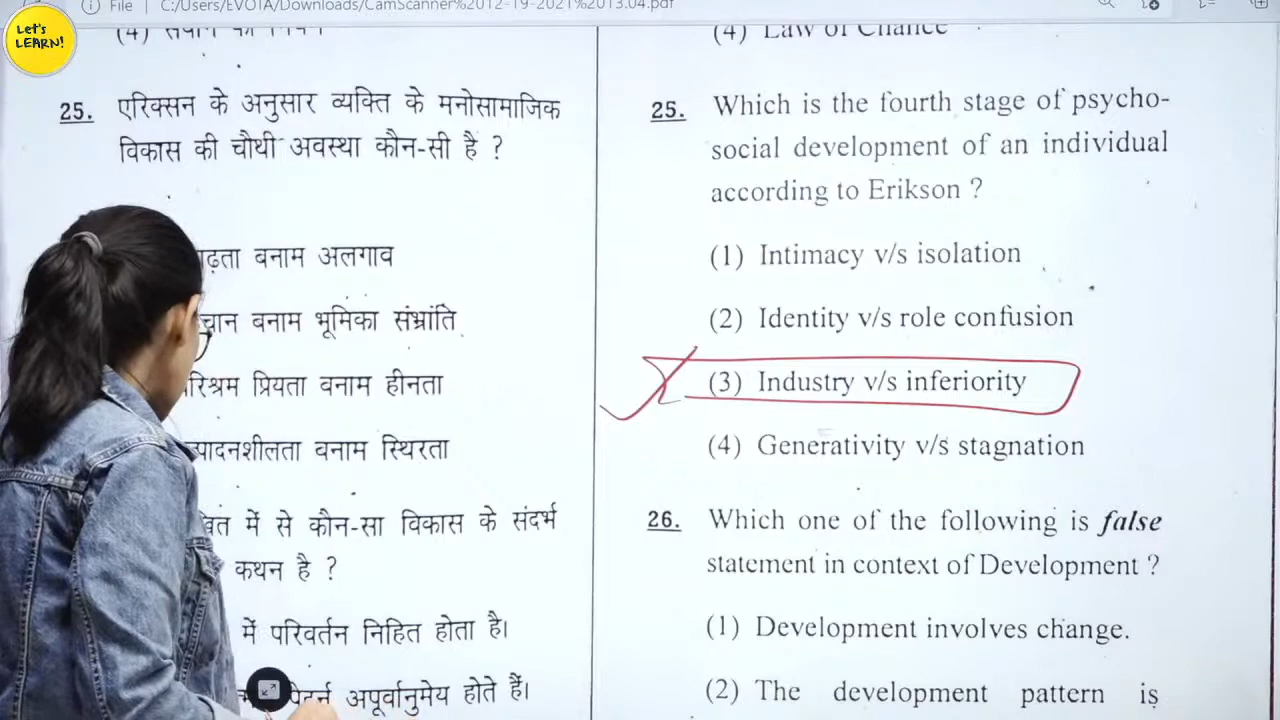 File | C:/Users/EVOTA/Downloads/CamScanner%2012-19-2021%2013.04.pdf
Let's
LEARN!
(4)
(4) Law of Chance
25. एरिक्सन के अनुसार व्यक्ति के मनोसामाजिक
विकास की चौथी अवस्था कौन-सी है ?
बनाम अलगाव
बनाम भूमिका संभ्रांति
प्रियता बनाम हीनता
बनाम स्थिरता
में से कौन-सा विकास के संदर्भ
कथन है ?
में परिवर्तन निहित होता है।
अपूर्वानुमेय होते हैं।
25. Which is the fourth stage of psycho-
social development of an individual
according to Erikson ?
(1) Intimacy v/s isolation
(2) Identity v/s role confusion
(3) Industry v/s inferiority
(4) Generativity v/s stagnation
26. Which one of the following is false
statement in context of Development ?
(1) Development involves change.
(2) The development pattern is